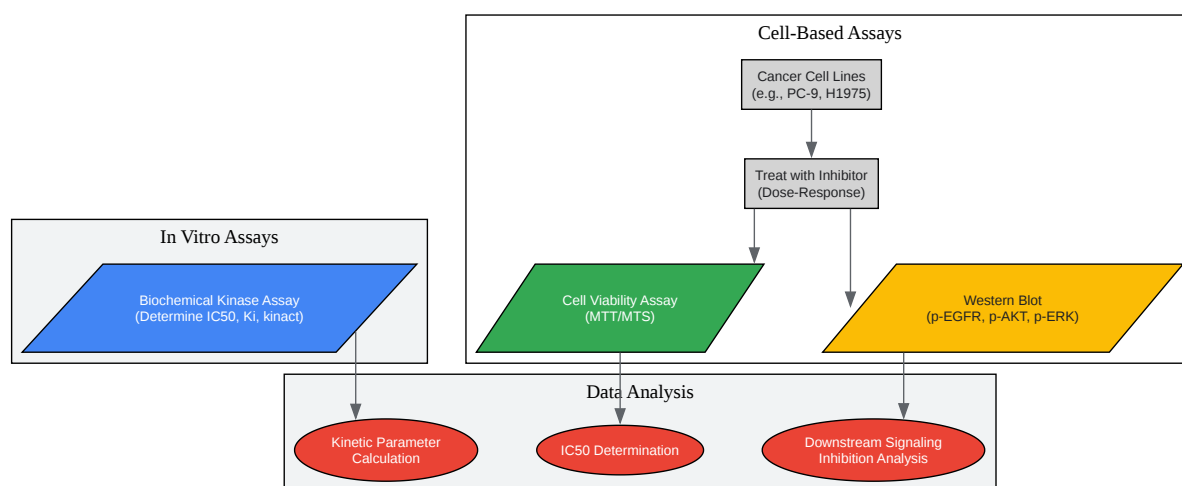 Cell-Based Assays
Cancer Cell Lines
(e.g., PC-9, H1975)
Treat with Inhibitor
(Dose-Response)
In Vitro Assays
Biochemical Kinase Assay
(Determine IC50, Ki, kinact)
Cell Viability Assay
(MTT/MTS)
Western Blot
(p-EGFR, p-AKT, p-ERK)
Data Analysis
Kinetic Parameter
Calculation
IC50 Determination
Downstream Signaling
Inhibition Analysis